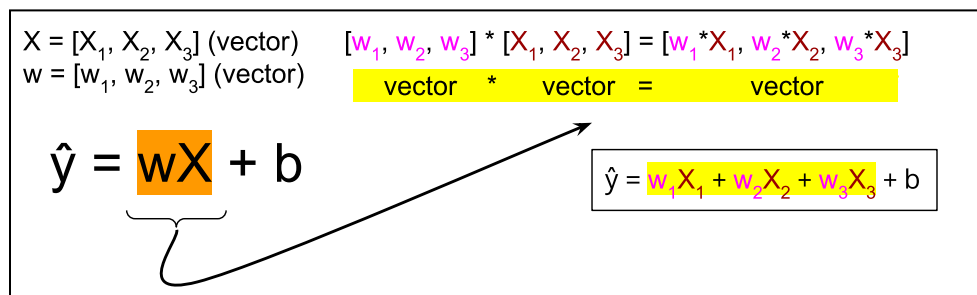 X = [X₁, X₂, X₃] (vector)
w = [w₁, w₂, w₃] (vector)
[w₁, w₂, w₃] * [X₁, X₂, X₃] = [w₁*X₁, w₂*X₂, w₃*X₃]
vector * vector = vector
ŷ = wX + b
ŷ = w₁X₁ + w₂X₂ + w₃X₃ + b